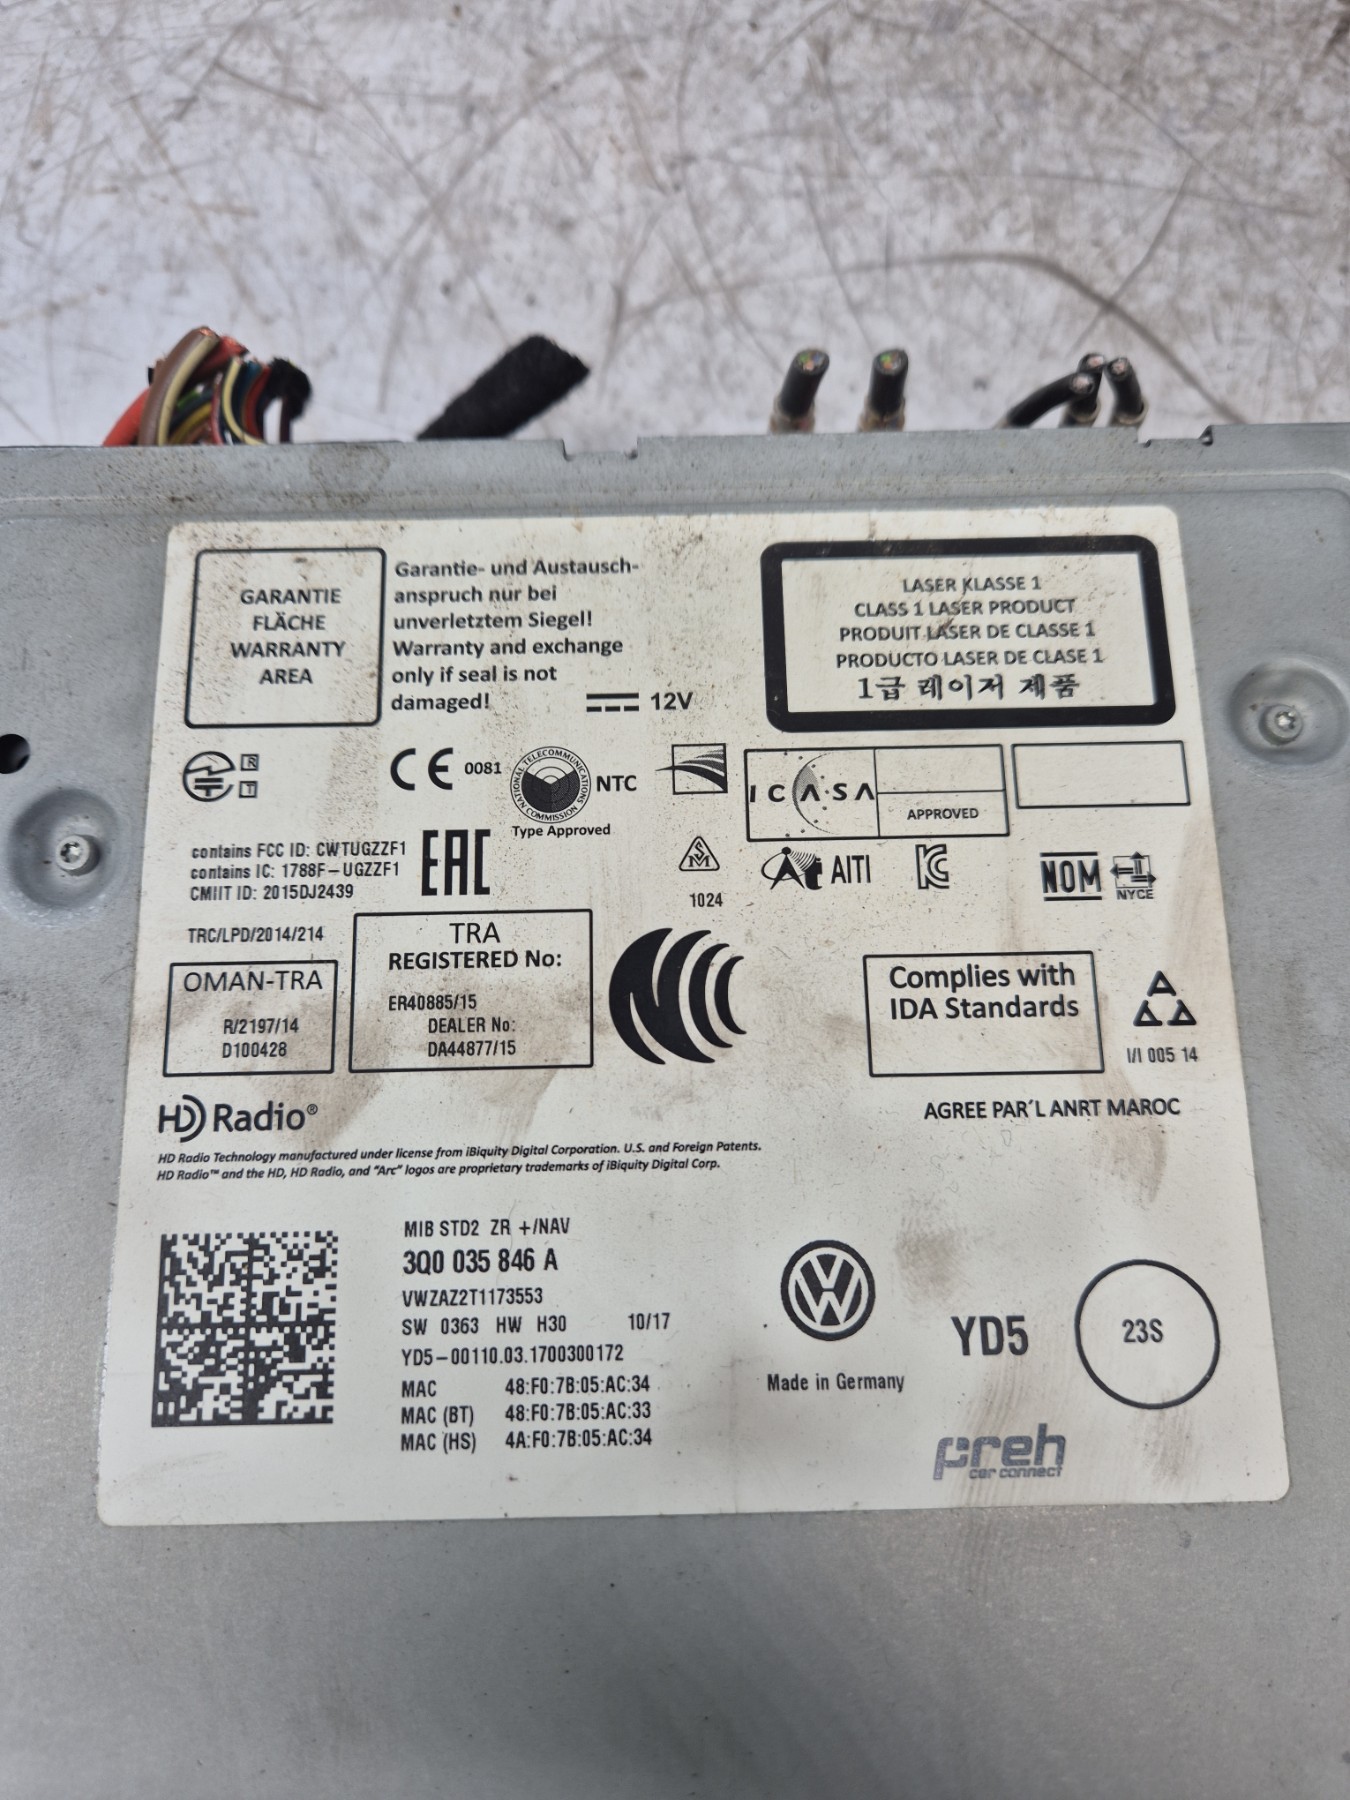 GARANTIE
FLÄCHE
WARRANTY
AREA
Garantie- und Austausch-
anspruch nur bei
unverletztem Siegel!
Warranty and exchange
only if seal is not
damaged!
12V
LASER KLASSE 1
CLASS 1 LASER PRODUCT
PRODUIT LASER DE CLASSE 1
PRODUCTO LASER DE CLASE 1
1급 레이저 제품
R
T
CE 0081
NATIONAL TELECOMMUNICATIONS COMMISSION
NTC
Type Approved
ICASA
APPROVED
contains FCC ID: CWTUGZZF1
contains IC: 1788F-UGZZF1
CMIIT ID: 2015DJ2439
EAC
SM
1024
AITI
KC
NOM
NYCE
TRC/LPD/2014/214
OMAN-TRA
R/2197/14
D100428
TRA
REGISTERED No:
ER40885/15
DEALER No:
DA44877/15
Complies with
IDA Standards
I/I 005 14
AGREE PAR´L ANRT MAROC
HD Radio®
HD Radio Technology manufactured under license from iBiquity Digital Corporation. U.S. and Foreign Patents.
HD Radio™ and the HD, HD Radio, and "Arc" logos are proprietary trademarks of iBiquity Digital Corp.
MIB STD2 ZR +/NAV
3Q0 035 846 A
VWZAZ2T1173553
SW 0363 HW H30 10/17
YD5-00110.03.1700300172
MAC 48:F0:7B:05:AC:34
MAC (BT) 48:F0:7B:05:AC:33
MAC (HS) 4A:F0:7B:05:AC:34
VW
Made in Germany
YD5
23S
preh
car connect